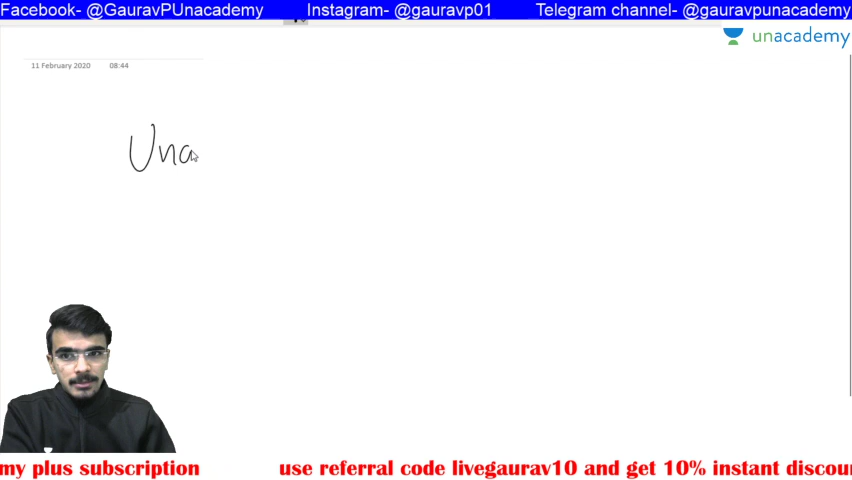 Facebook- @GauravPUnacademy Instagram- @gauravp01 Telegram channel- @gauravpunacademy
unacademy
11 February 2020 08:44
Una
my plus subscription use referral code livegaurav10 and get 10% instant discou